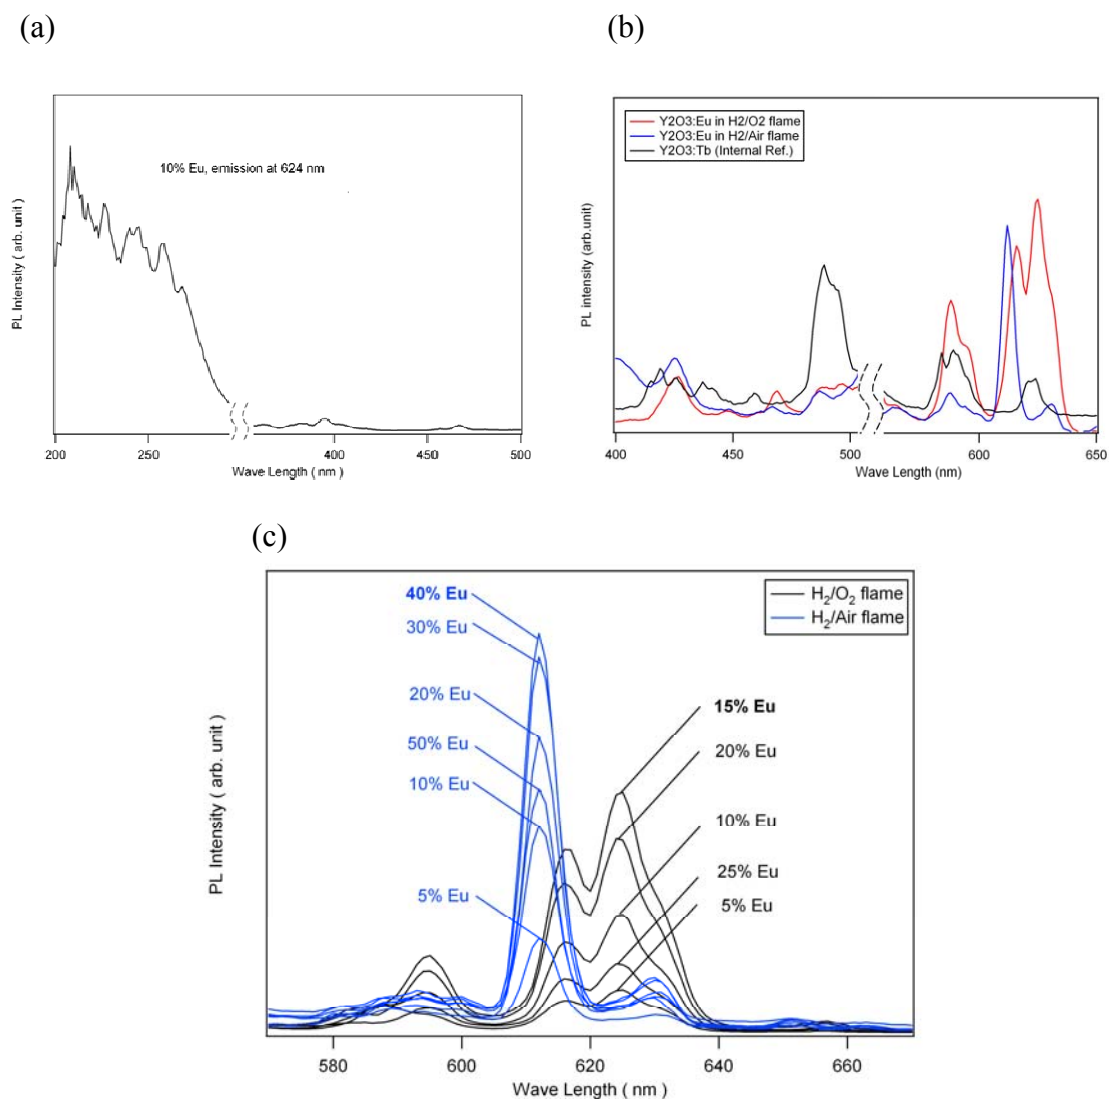 (a)
10% Eu, emission at 624 nm
PL Intensity ( arb. unit )
200 250 400 450 500
Wave Length ( nm )
(b)
Y2O3:Eu in H2/O2 flame
Y2O3:Eu in H2/Air flame
Y2O3:Tb (Internal Ref.)
PL intensity (arb.unit)
400 450 500 600 650
Wave Length (nm)
(c)
H₂/O₂ flame
H₂/Air flame
40% Eu
30% Eu
20% Eu
50% Eu
10% Eu
5% Eu
15% Eu
20% Eu
10% Eu
25% Eu
5% Eu
PL Intensity ( arb. unit )
580 600 620 640 660
Wave Length ( nm )